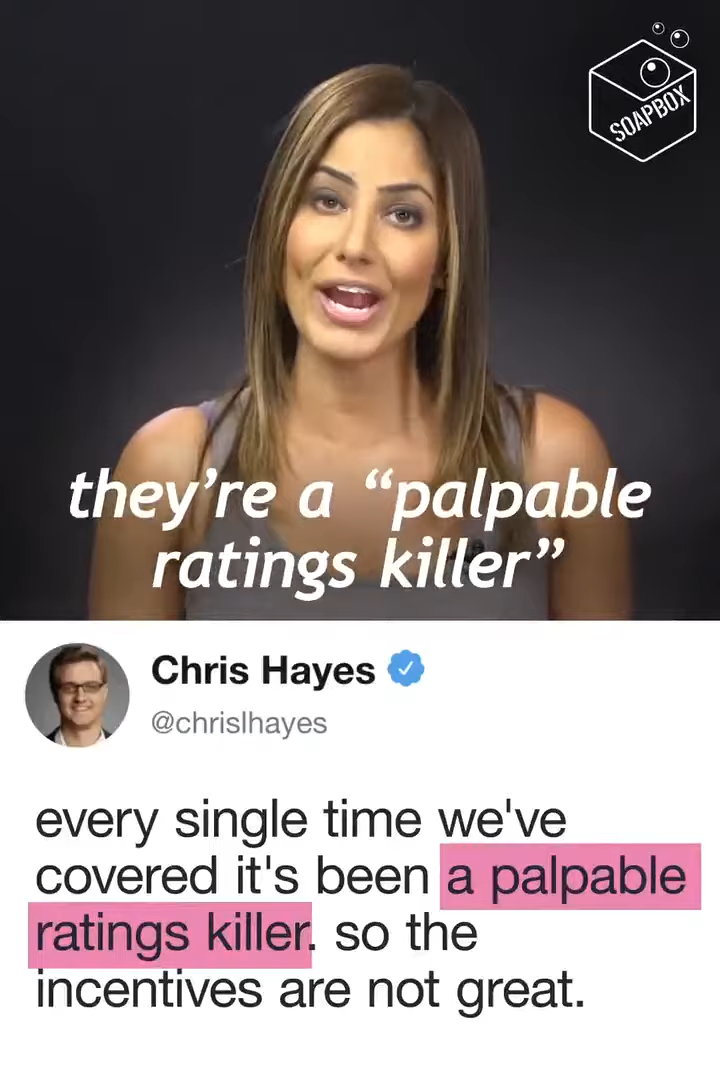 SOAPBOX
they're a “palpable
ratings killer”
Chris Hayes
@chrislhayes
every single time we've
covered it's been a palpable
ratings killer. so the
incentives are not great.